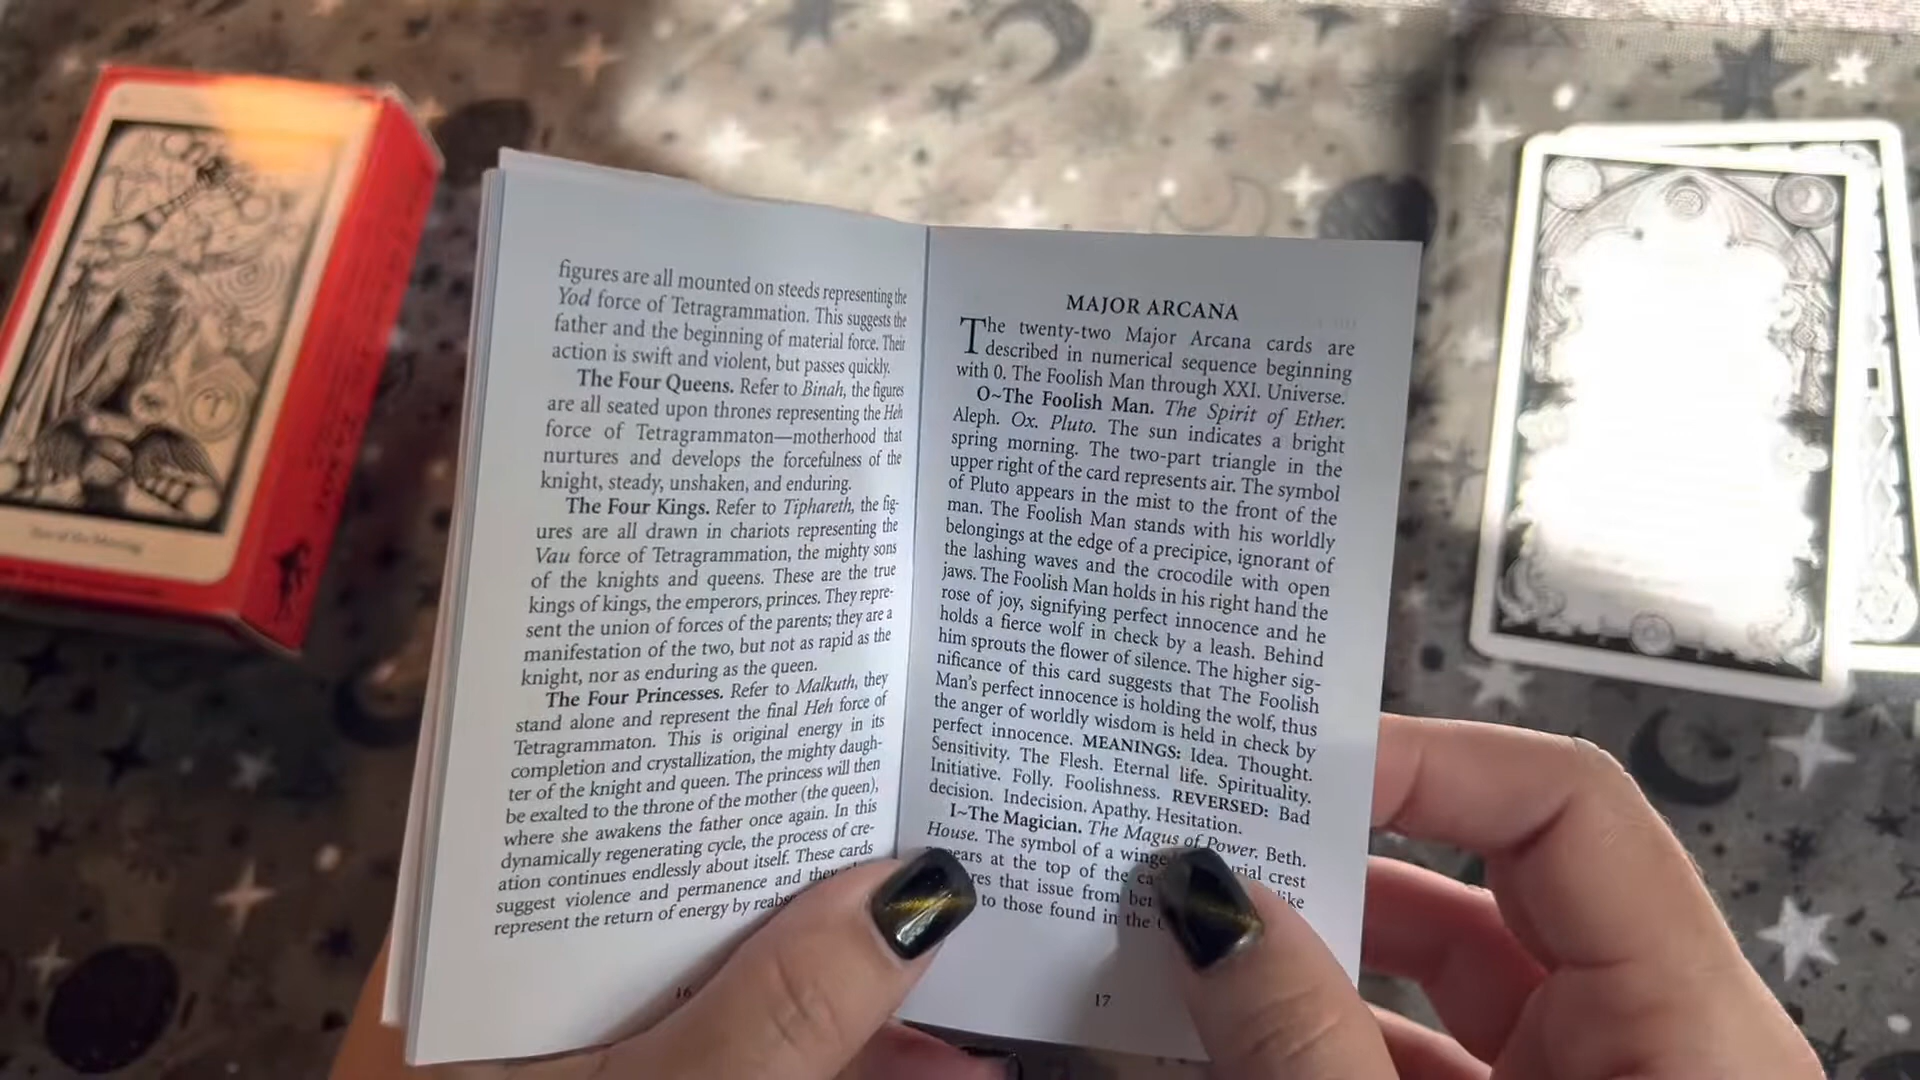 figures are all mounted on steeds representing the
Yod force of Tetragrammation. This suggests the
father and the beginning of material force. Their
action is swift and violent, but passes quickly.
The Four Queens. Refer to Binah, the figures
are all seated upon thrones representing the Heh
force of Tetragrammaton—motherhood that
nurtures and develops the forcefulness of the
knight, steady, unshaken, and enduring.
The Four Kings. Refer to Tiphareth, the fig-
ures are all drawn in chariots representing the
Vau force of Tetragrammation, the mighty sons
of the knights and queens. These are the true
kings of kings, the emperors, princes. They repre-
sent the union of forces of the parents; they are a
manifestation of the two, but not as rapid as the
knight, nor as enduring as the queen.
The Four Princesses. Refer to Malkuth, they
stand alone and represent the final Heh force of
Tetragrammaton. This is original energy in its
completion and crystallization, the mighty daugh-
ter of the knight and queen. The princess will then
be exalted to the throne of the mother (the queen),
where she awakens the father once again. In this
dynamically regenerating cycle, the process of cre-
ation continues endlessly about itself. These cards
suggest violence and permanence and they
represent the return of energy by
16
MAJOR ARCANA
The twenty-two Major Arcana cards are
described in numerical sequence beginning
with 0. The Foolish Man through XXI. Universe.
O~The Foolish Man. The Spirit of Ether.
Aleph. Ox. Pluto. The sun indicates a bright
spring morning. The two-part triangle in the
upper right of the card represents air. The symbol
of Pluto appears in the mist to the front of the
man. The Foolish Man stands with his worldly
belongings at the edge of a precipice, ignorant of
the lashing waves and the crocodile with open
jaws. The Foolish Man holds in his right hand the
rose of joy, signifying perfect innocence and he
holds a fierce wolf in check by a leash. Behind
him sprouts the flower of silence. The higher sig-
nificance of this card suggests that The Foolish
Man's perfect innocence is holding the wolf, thus
the anger of worldly wisdom is held in check by
perfect innocence. MEANINGS: Idea. Thought.
Sensitivity. The Flesh. Eternal life. Spirituality.
Initiative. Folly. Foolishness. REVERSED: Bad
decision. Indecision. Apathy. Hesitation.
I~The Magician. The Magus of Power. Beth.
House. The symbol of a crest
at the top of the
that issue from
to those found in the
17